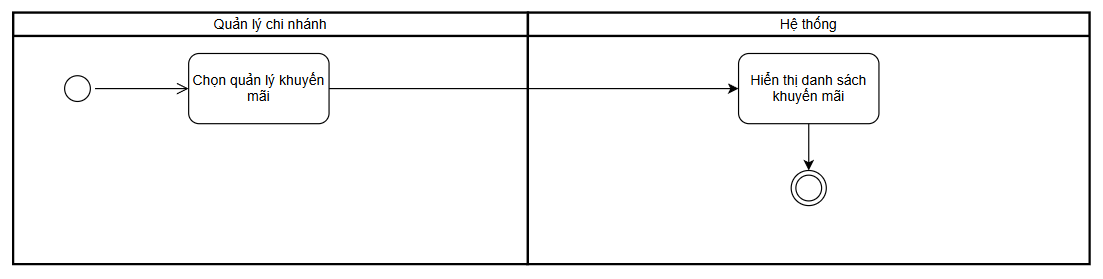 Quản lý chi nhánh
Hệ thống
Chọn quản lý khuyến
mãi
Hiển thị danh sách
khuyến mãi